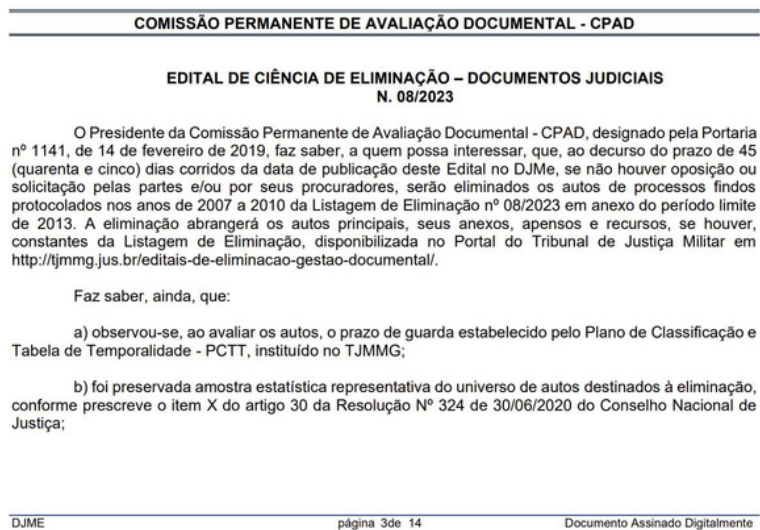 COMISSÃO PERMANENTE DE AVALIAÇÃO DOCUMENTAL - CPAD
EDITAL DE CIÊNCIA DE ELIMINAÇÃO – DOCUMENTOS JUDICIAIS
N. 08/2023
O Presidente da Comissão Permanente de Avaliação Documental - CPAD, designado pela Portaria
nº 1141, de 14 de fevereiro de 2019, faz saber, a quem possa interessar, que, ao decurso do prazo de 45
(quarenta e cinco) dias corridos da data de publicação deste Edital no DJMe, se não houver oposição ou
solicitação pelas partes e/ou por seus procuradores, serão eliminados os autos de processos findos
protocolados nos anos de 2007 a 2010 da Listagem de Eliminação nº 08/2023 em anexo do período limite
de 2013. A eliminação abrangerá os autos principais, seus anexos, apensos e recursos, se houver,
constantes da Listagem de Eliminação, disponibilizada no Portal do Tribunal de Justiça Militar em
http://tjmmg.jus.br/editais-de-eliminacao-gestao-documental/.
Faz saber, ainda, que:
a) observou-se, ao avaliar os autos, o prazo de guarda estabelecido pelo Plano de Classificação e
Tabela de Temporalidade - PCTT, instituído no TJMMG;
b) foi preservada amostra estatística representativa do universo de autos destinados à eliminação,
conforme prescreve o item X do artigo 30 da Resolução Nº 324 de 30/06/2020 do Conselho Nacional de
Justiça;
DJME página 3de 14 Documento Assinado Digitalmente